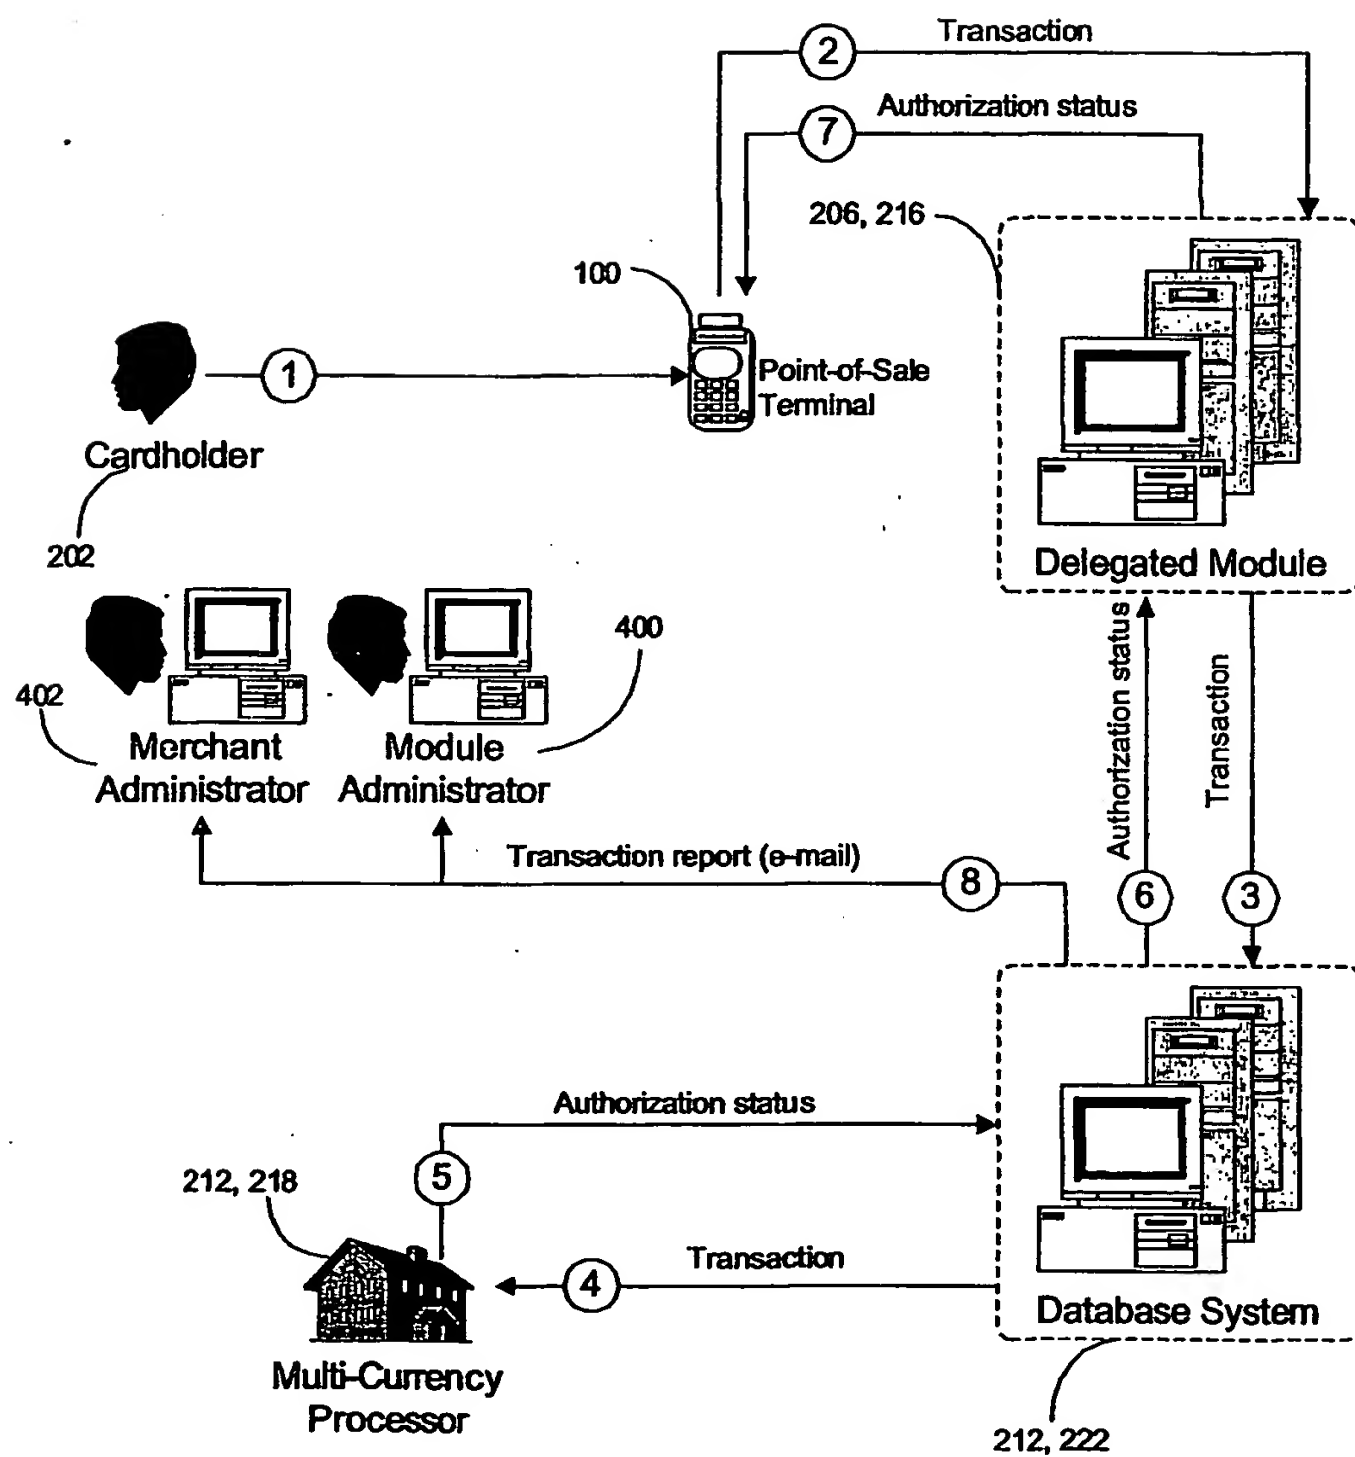 2
Transaction
7
Authorization status
206, 216
100
1
Point-of-Sale
Terminal
Cardholder
202
Delegated Module
400
402
Merchant
Administrator
Module
Administrator
Authorization status
Transaction
Transaction report (e-mail)
8
6
3
Authorization status
5
212, 218
4
Transaction
Database System
Multi-Currency
Processor
212, 222